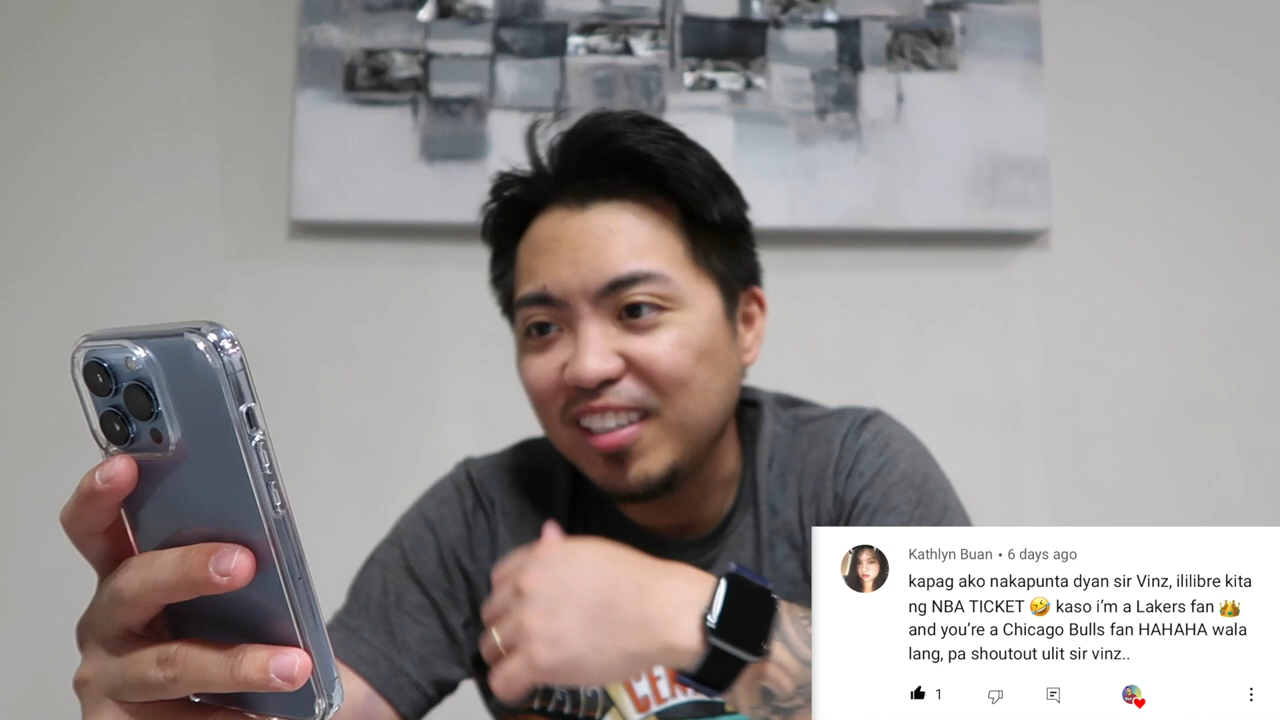 Kathlyn Buan • 6 days ago
kapag ako nakapunta dyan sir Vinz, ililibre kita
ng NBA TICKET 🤣 kaso i'm a Lakers fan 👑
and you're a Chicago Bulls fan HAHAHA wala
lang, pa shoutout ulit sir vinz..
1